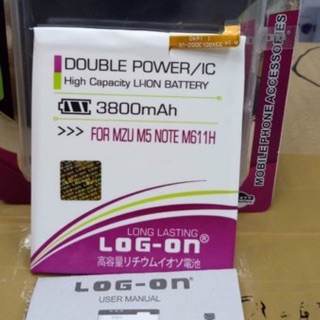 DOUBLE POWER/IC
High Capacity LI-ION BATTERY
3800mAh
>>> FOR MZU M5 NOTE M611H
LONG LASTING
LOG-ON®
高容量リチウムイオン電池
MOBILE PHONE ACCESSORIES
LOG-ON®
USER MANUAL